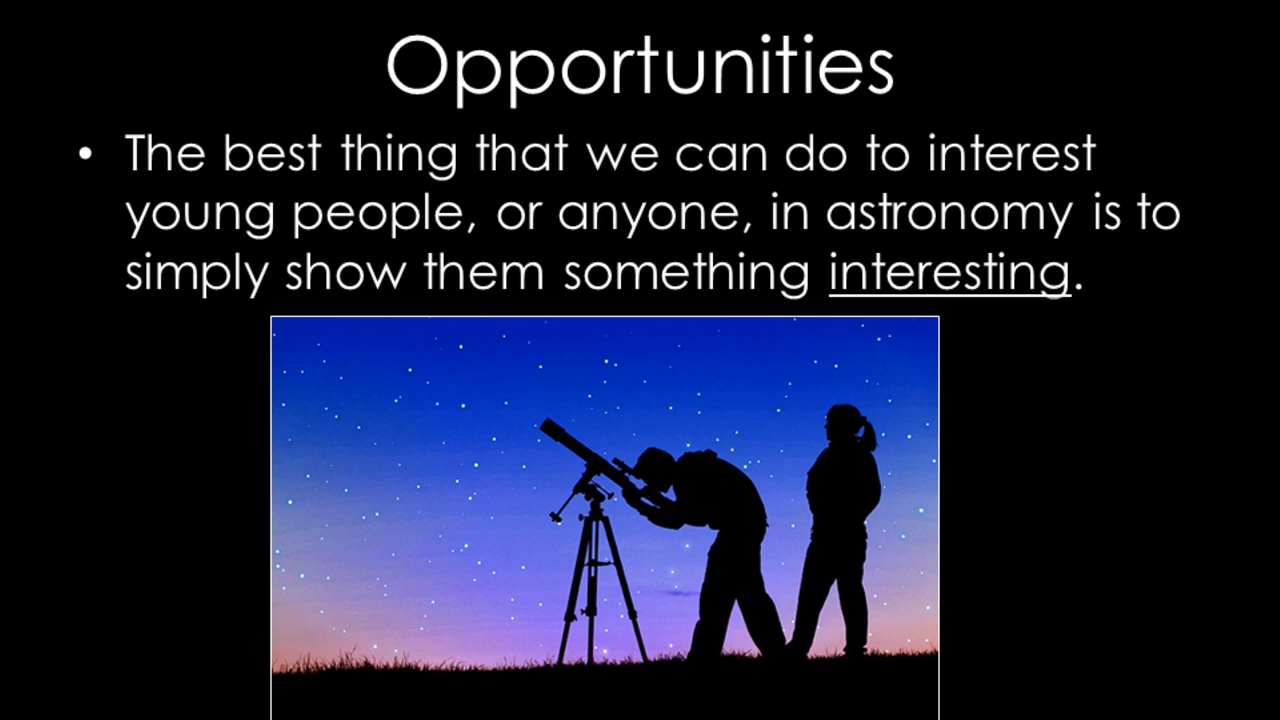 Opportunities
• The best thing that we can do to interest
young people, or anyone, in astronomy is to
simply show them something interesting.